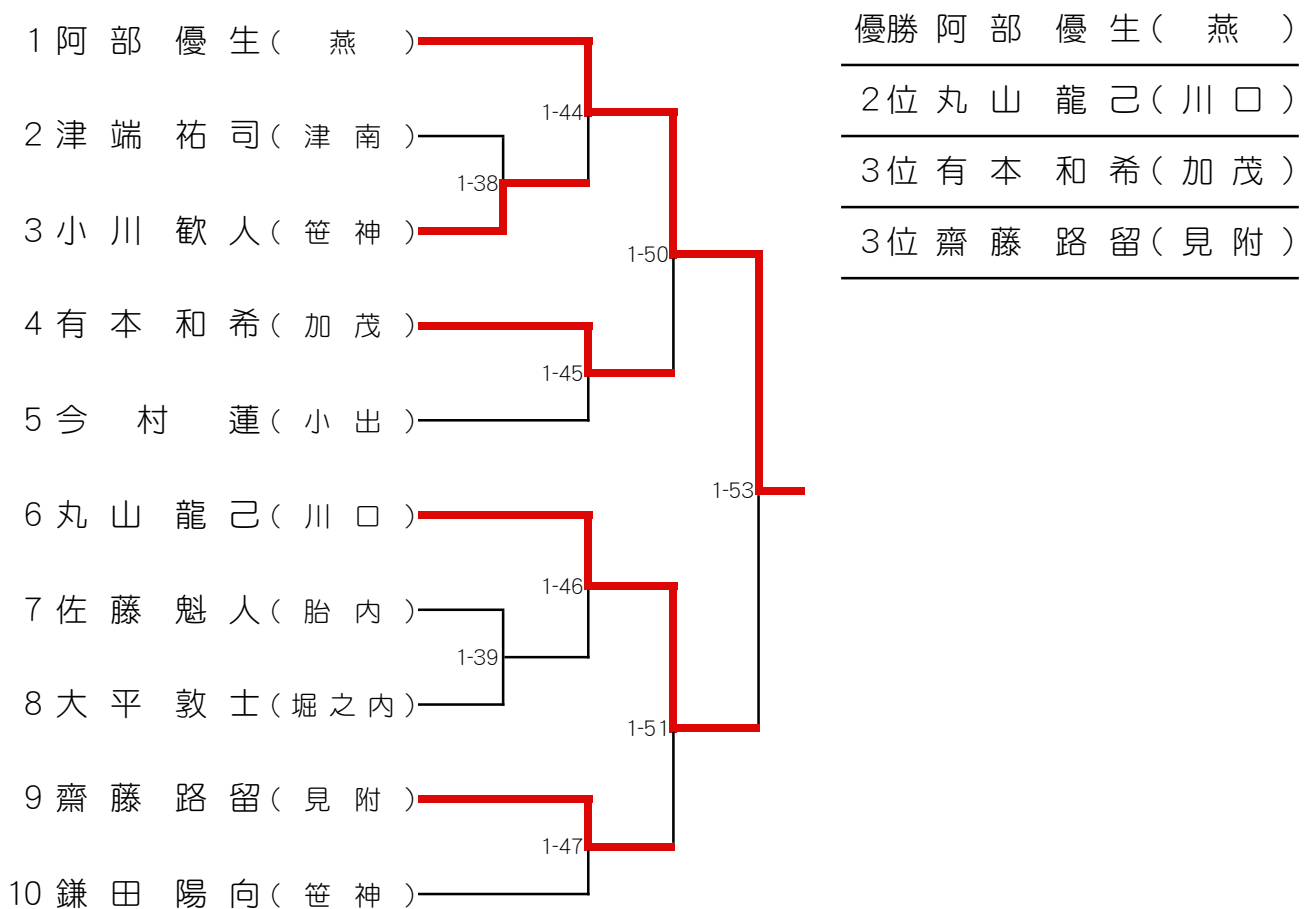 1 阿部 優生(燕)
2 津端 祐司(津南)
3 小川 歓人(笹神)
4 有本 和希(加茂)
5 今村 蓮(小出)
6 丸山 龍己(川口)
7 佐藤 魁人(胎内)
8 大平 敦士(堀之内)
9 齋藤 路留(見附)
10 鎌田 陽向(笹神)
1-44
1-38
1-50
1-45
1-53
1-46
1-39
1-51
1-47
優勝 阿部 優生(燕)
2位 丸山 龍己(川口)
3位 有本 和希(加茂)
3位 齋藤 路留(見附)